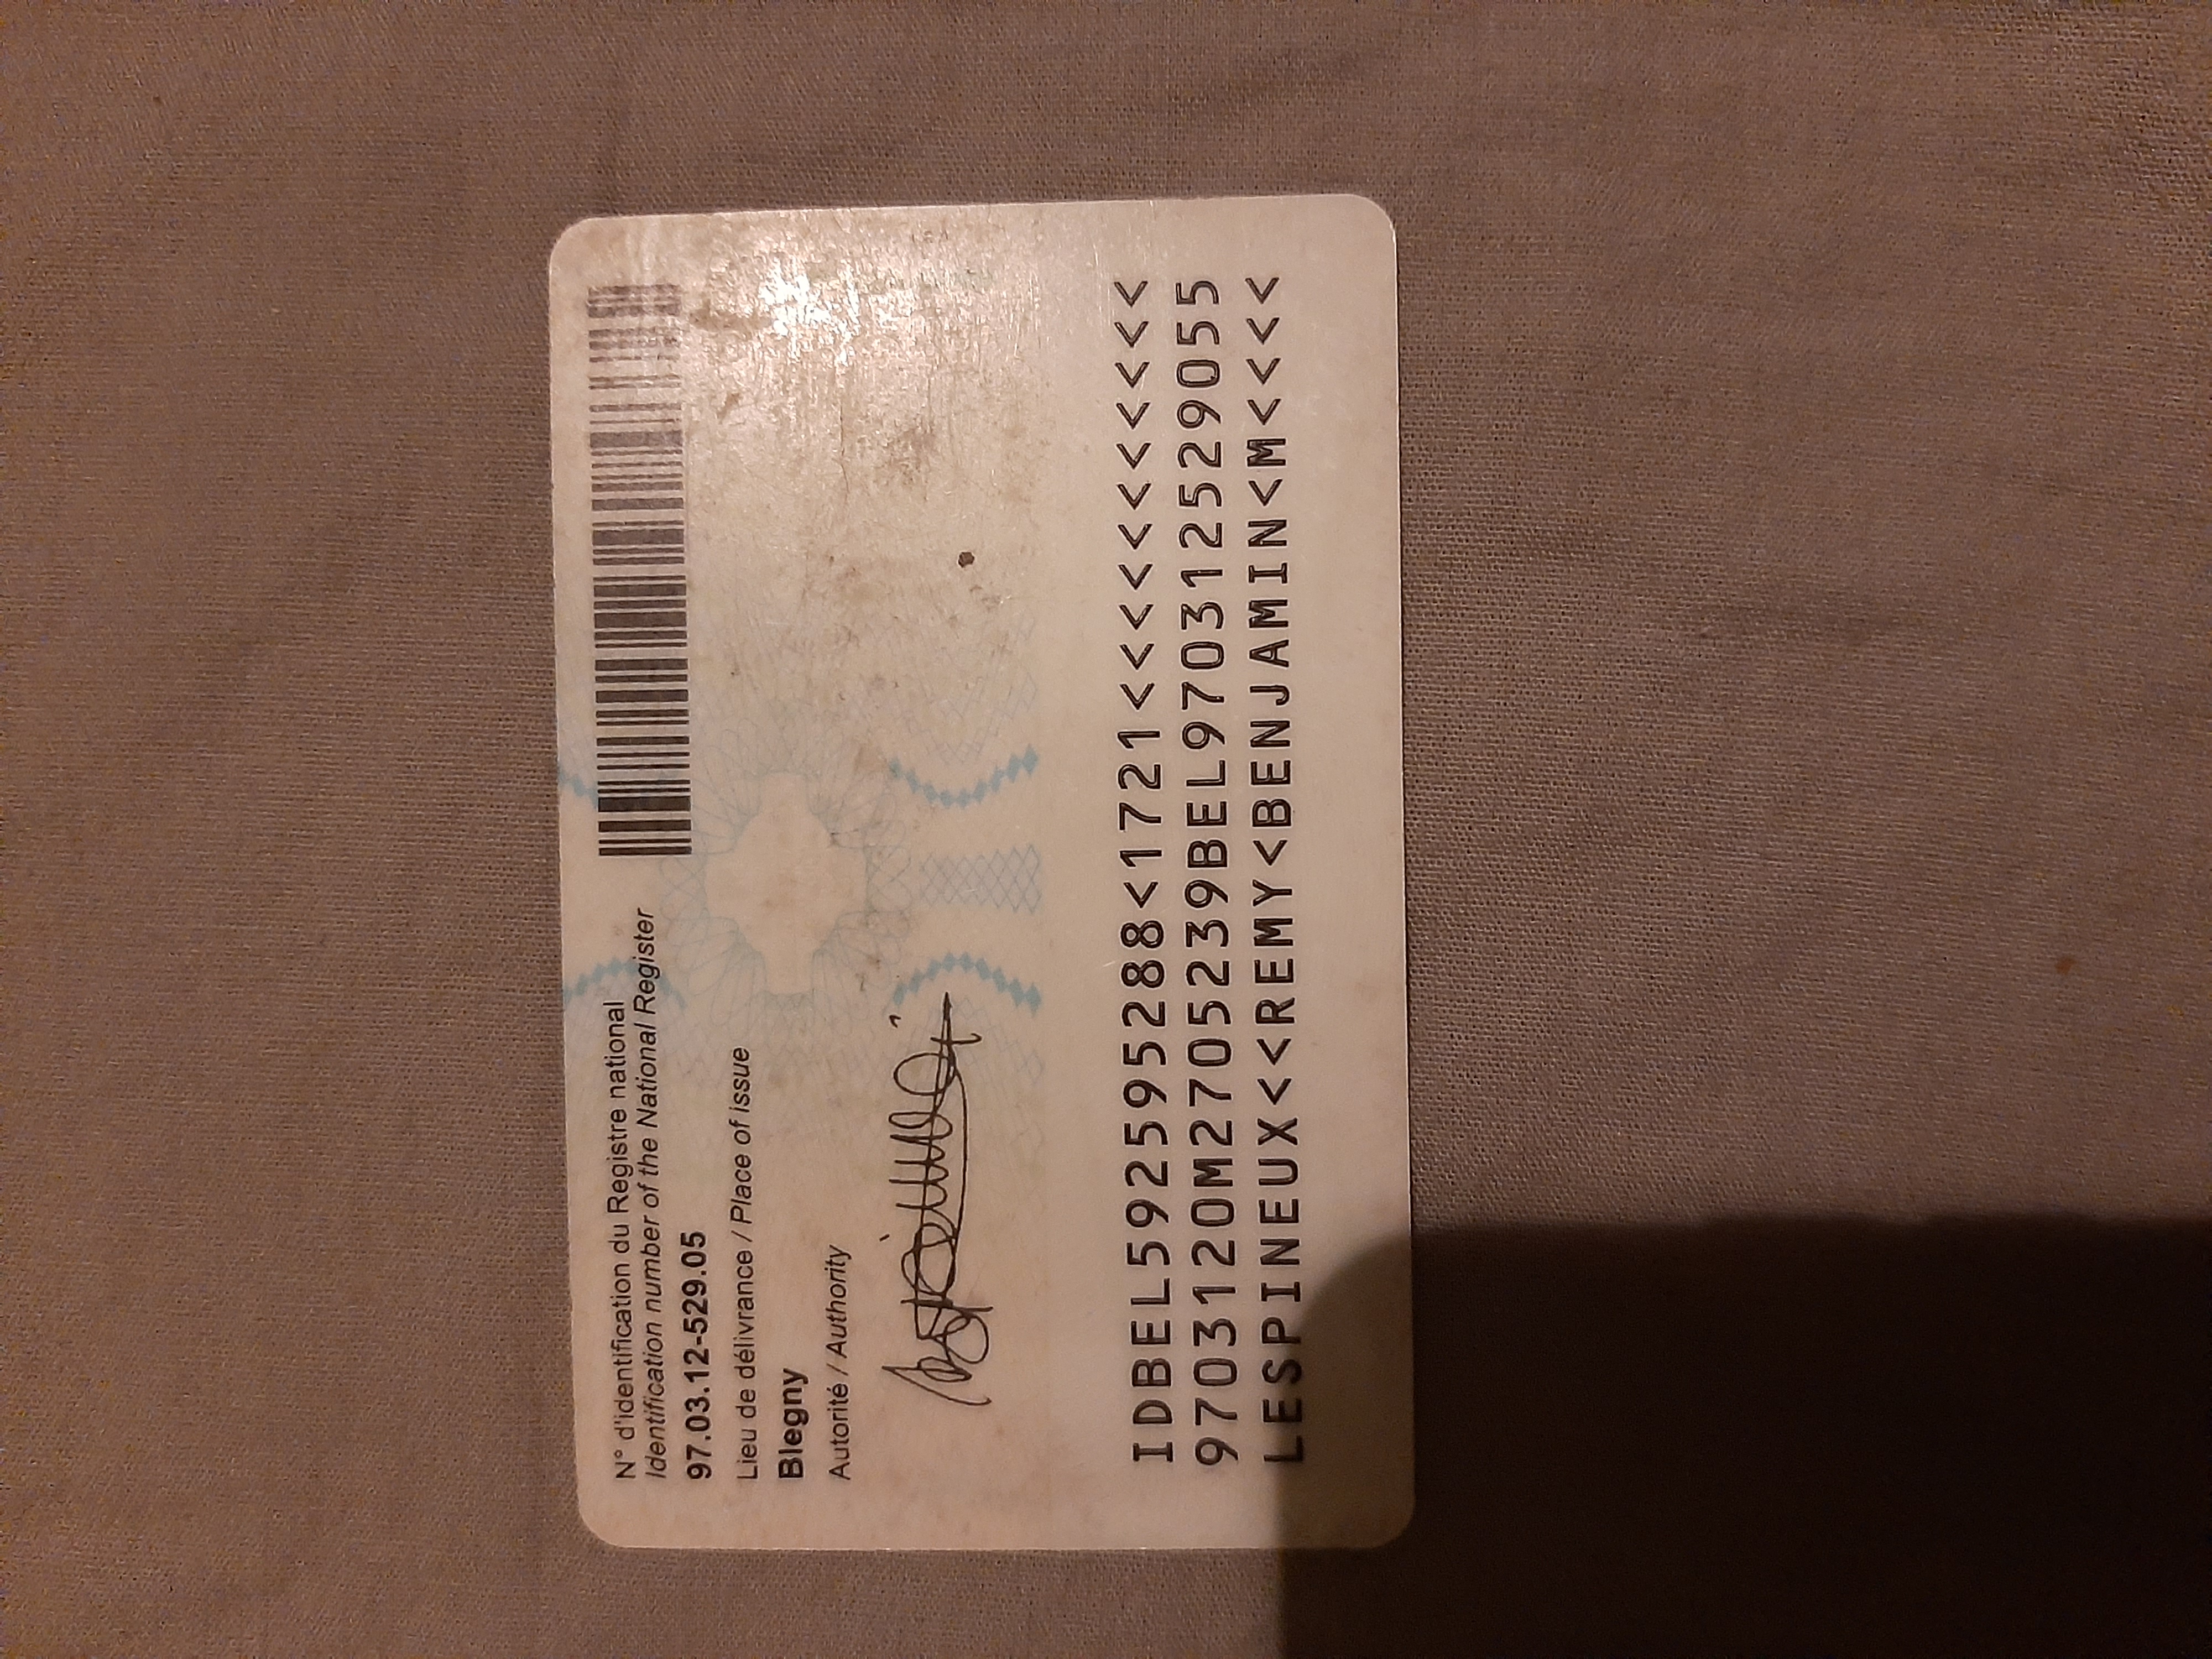 N° d'identification du Registre national
Identification number of the National Register
97.03.12-529.05
Lieu de délivrance / Place of issue
Blegny
Autorité / Authority
IDBEL592595288<1721<<<<<<<<<<<
9703120M2705239BEL970312529055
LESPINEUX<<REMY<BENJAMIN<M<<<<